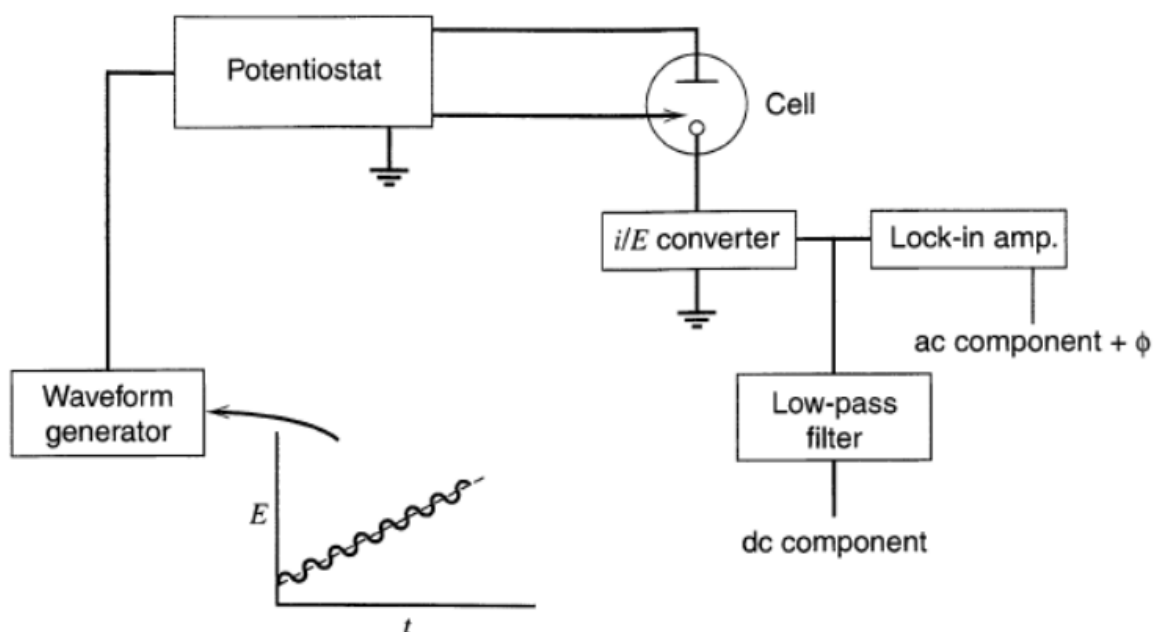 Potentiostat
Cell
i/E converter
Lock-in amp.
ac component + ϕ
Waveform
generator
Low-pass
filter
E
dc component
t